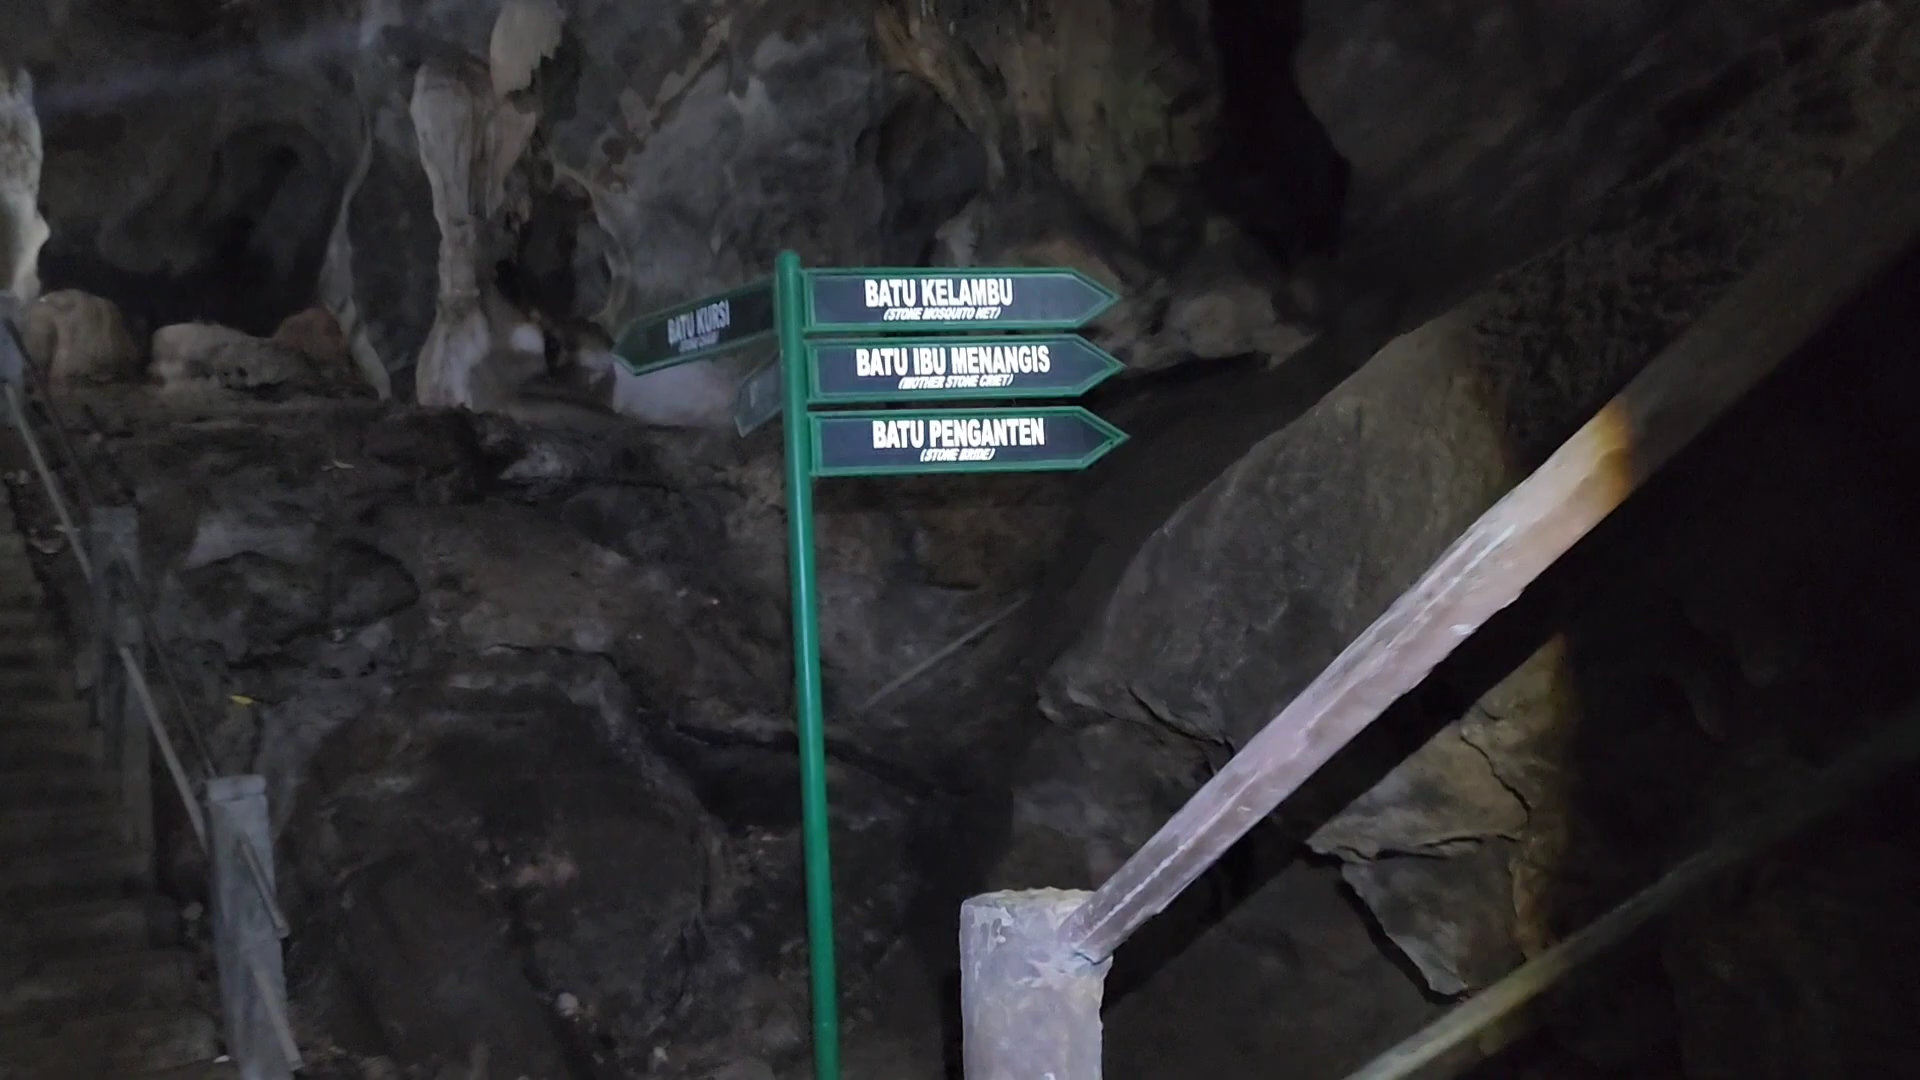 BATU KURSI
BATU KELAMBU
(STONE MOSQUITO NET)
BATU IBU MENANGIS
(MOTHER STONE CRIET)
BATU PENGANTEN
(STONE BRIDE)